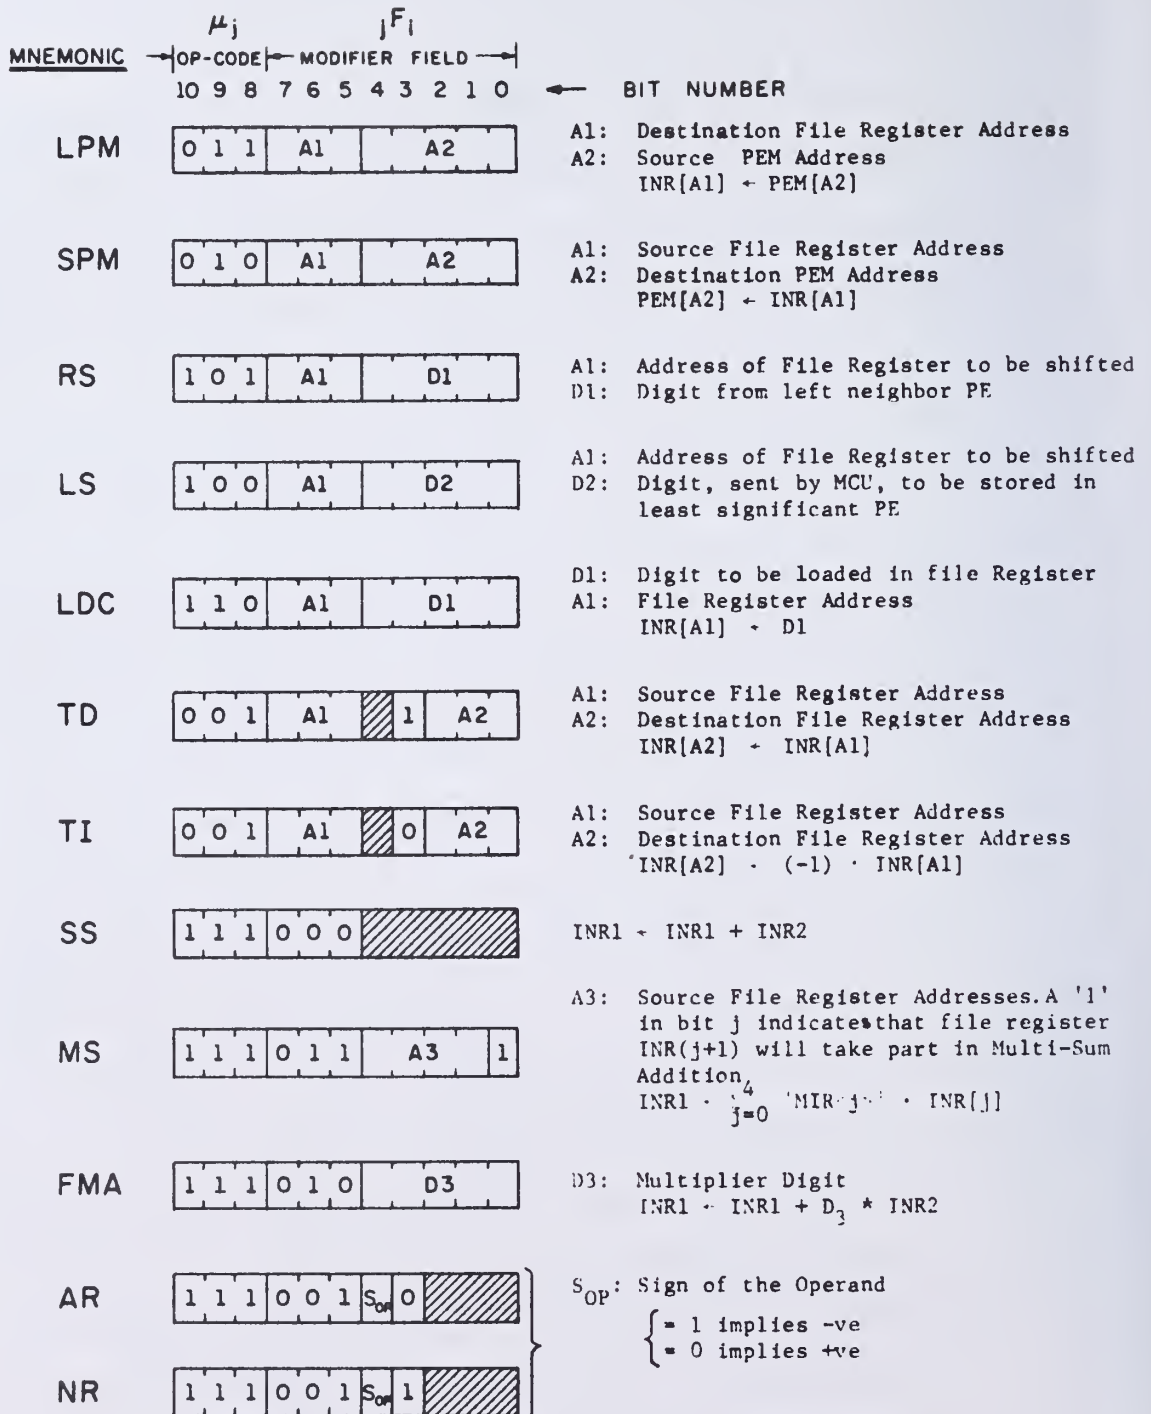 μj jFi
MNEMONIC OP-CODE MODIFIER FIELD
10 9 8 7 6 5 4 3 2 1 0 ← BIT NUMBER
LPM 0 1 1 A1 A2
A1: Destination File Register Address
A2: Source PEM Address
INR[A1] ← PEM[A2]
SPM 0 1 0 A1 A2
A1: Source File Register Address
A2: Destination PEM Address
PEM[A2] ← INR[A1]
RS 1 0 1 A1 D1
A1: Address of File Register to be shifted
D1: Digit from left neighbor PE
LS 1 0 0 A1 D2
A1: Address of File Register to be shifted
D2: Digit, sent by MCU, to be stored in
least significant PE
LDC 1 1 0 A1 D1
D1: Digit to be loaded in file Register
A1: File Register Address
INR[A1] ← D1
TD 0 0 1 A1 1 A2
A1: Source File Register Address
A2: Destination File Register Address
INR[A2] ← INR[A1]
TI 0 0 1 A1 0 A2
A1: Source File Register Address
A2: Destination File Register Address
INR[A2] · (-1) · INR[A1]
SS 1 1 1 0 0 0
INR1 ← INR1 + INR2
MS 1 1 1 0 1 1 A3 1
A3: Source File Register Addresses. A '1'
in bit j indicates that file register
INR(j+1) will take part in Multi-Sum
Addition,
4
INR1 · j=0 · INR[j]
FMA 1 1 1 0 1 0 D3
D3: Multiplier Digit
INR1 ← INR1 + D3 * INR2
AR 1 1 1 0 0 1 SOP 0
SOP: Sign of the Operand
= 1 implies -ve
= 0 implies +ve
NR 1 1 1 0 0 1 SOP 1